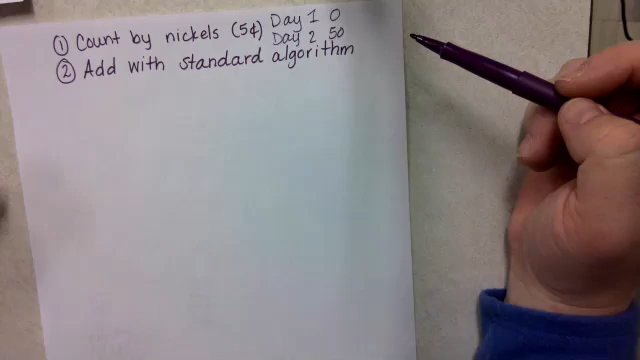 ① Count by nickels (5¢) Day 1 0
Day 2 50
② Add with standard algorithm